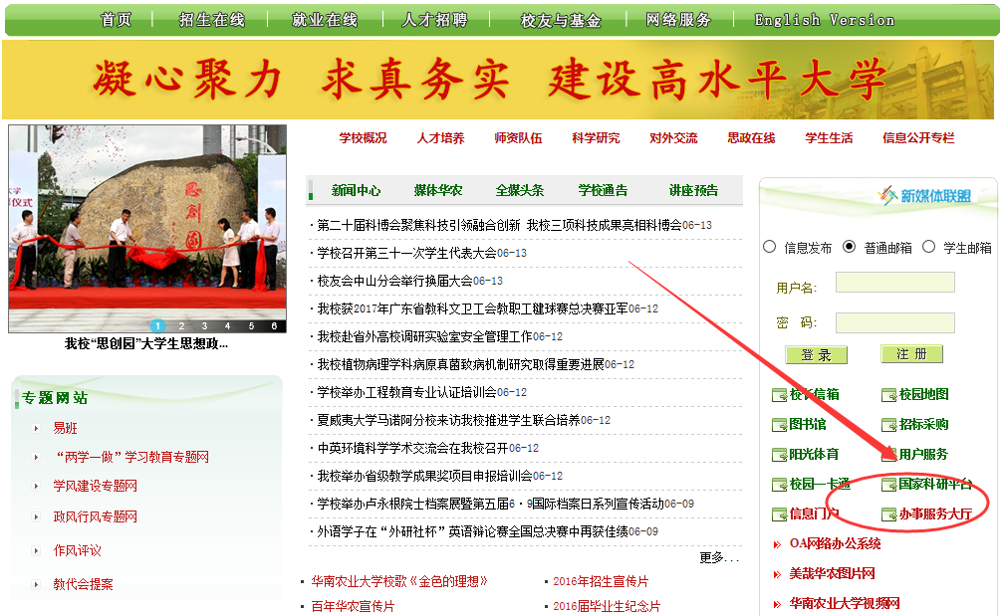 首页 招生在线 就业在线 人才招聘 校友与基金 网络服务 English Version
凝心聚力 求真务实 建设高水平大学
学校概况 人才培养 师资队伍 科学研究 对外交流 思政在线 学生生活 信息公开专栏
思创园
1 2 3 4 5 6
我校“思创园”大学生思想政...
专题网站
易班
“两学一做”学习教育专题网
学风建设专题网
政风行风专题网
作风评议
教代会提案
新闻中心 媒体华农 全媒头条 学校通告 讲座预告
· 第二十届科博会聚焦科技引领融合创新 我校三项科技成果亮相科博会06-13
· 学校召开第三十一次学生代表大会06-13
· 校友会中山分会举行换届大会06-13
· 我校获2017年广东省教科文卫工会教职工毽球赛总决赛亚军06-12
· 我校赴省外高校调研实验室安全管理工作06-12
· 我校植物病理学科病原真菌致病机制研究取得重要进展06-12
· 学校举办工程教育专业认证培训会06-12
· 夏威夷大学马诺阿分校来访我校推进学生联合培养06-12
· 中英环境科学学术交流会在我校召开06-12
· 我校举办省级教学成果奖项目申报培训会06-12
· 学校举办卢永根院士档案展暨第五届6·9国际档案日系列宣传活动06-09
· 外语学子在“外研社杯”英语辩论赛全国总决赛中再获佳绩06-09
更多...
华南农业大学校歌《金色的理想》 2016年招生宣传片
百年华农宣传片 2016届毕业生纪念片
新媒体联盟
信息发布 普通邮箱 学生邮箱
用户名:
密 码:
登 录 注 册
校长信箱 校园地图
图书馆 招标采购
阳光体育 用户服务
校园一卡通 国家科研平台
信息门户 办事服务大厅
OA网络办公系统
美哉华农图片网
华南农业大学视频网